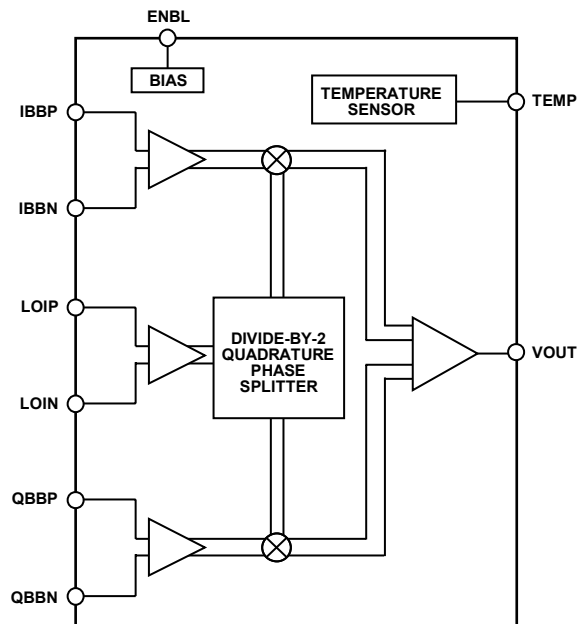 ENBL
BIAS
TEMPERATURE
SENSOR
TEMP
IBBP
IBBN
LOIP
DIVIDE-BY-2
QUADRATURE
PHASE
SPLITTER
VOUT
LOIN
QBBP
QBBN